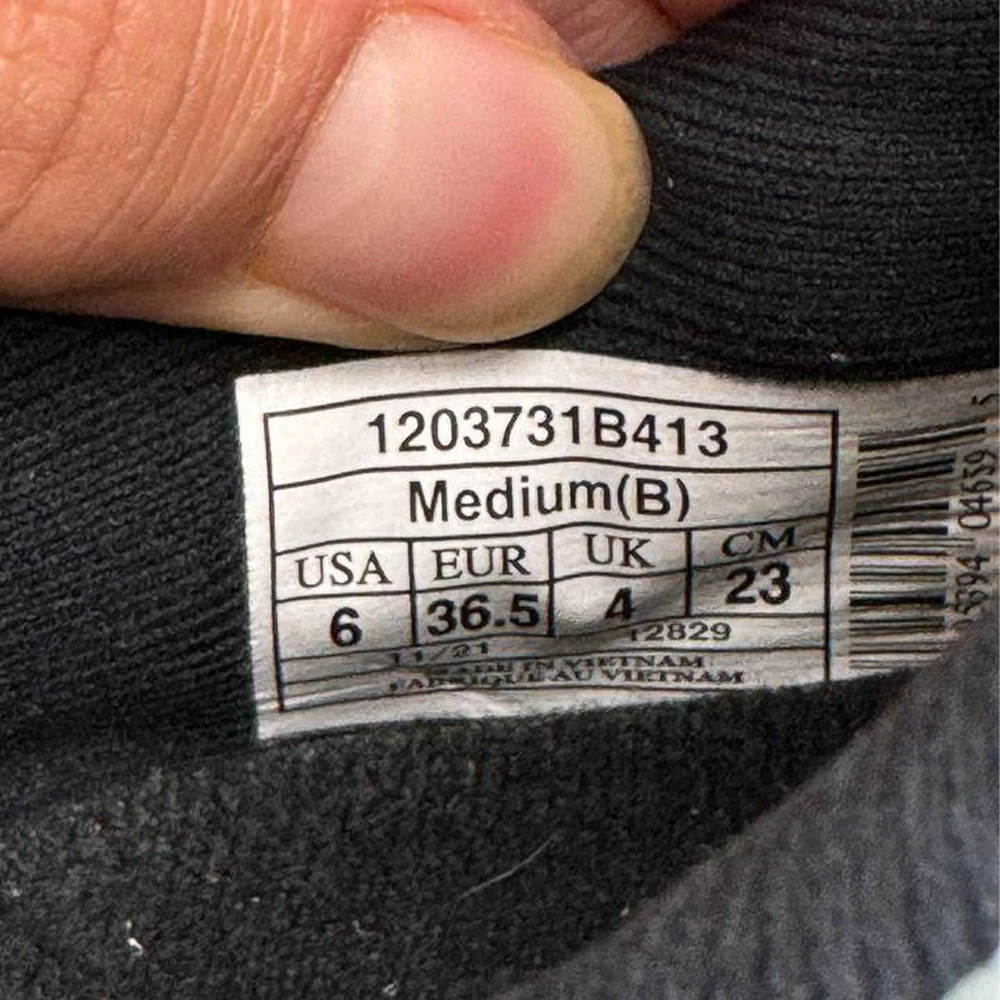 1203731B413
Medium(B)
USA EUR UK CM
6 36.5 4 23
11/21 12829
MADE IN VIETNAM
FABRIQUE AU VIETNAM